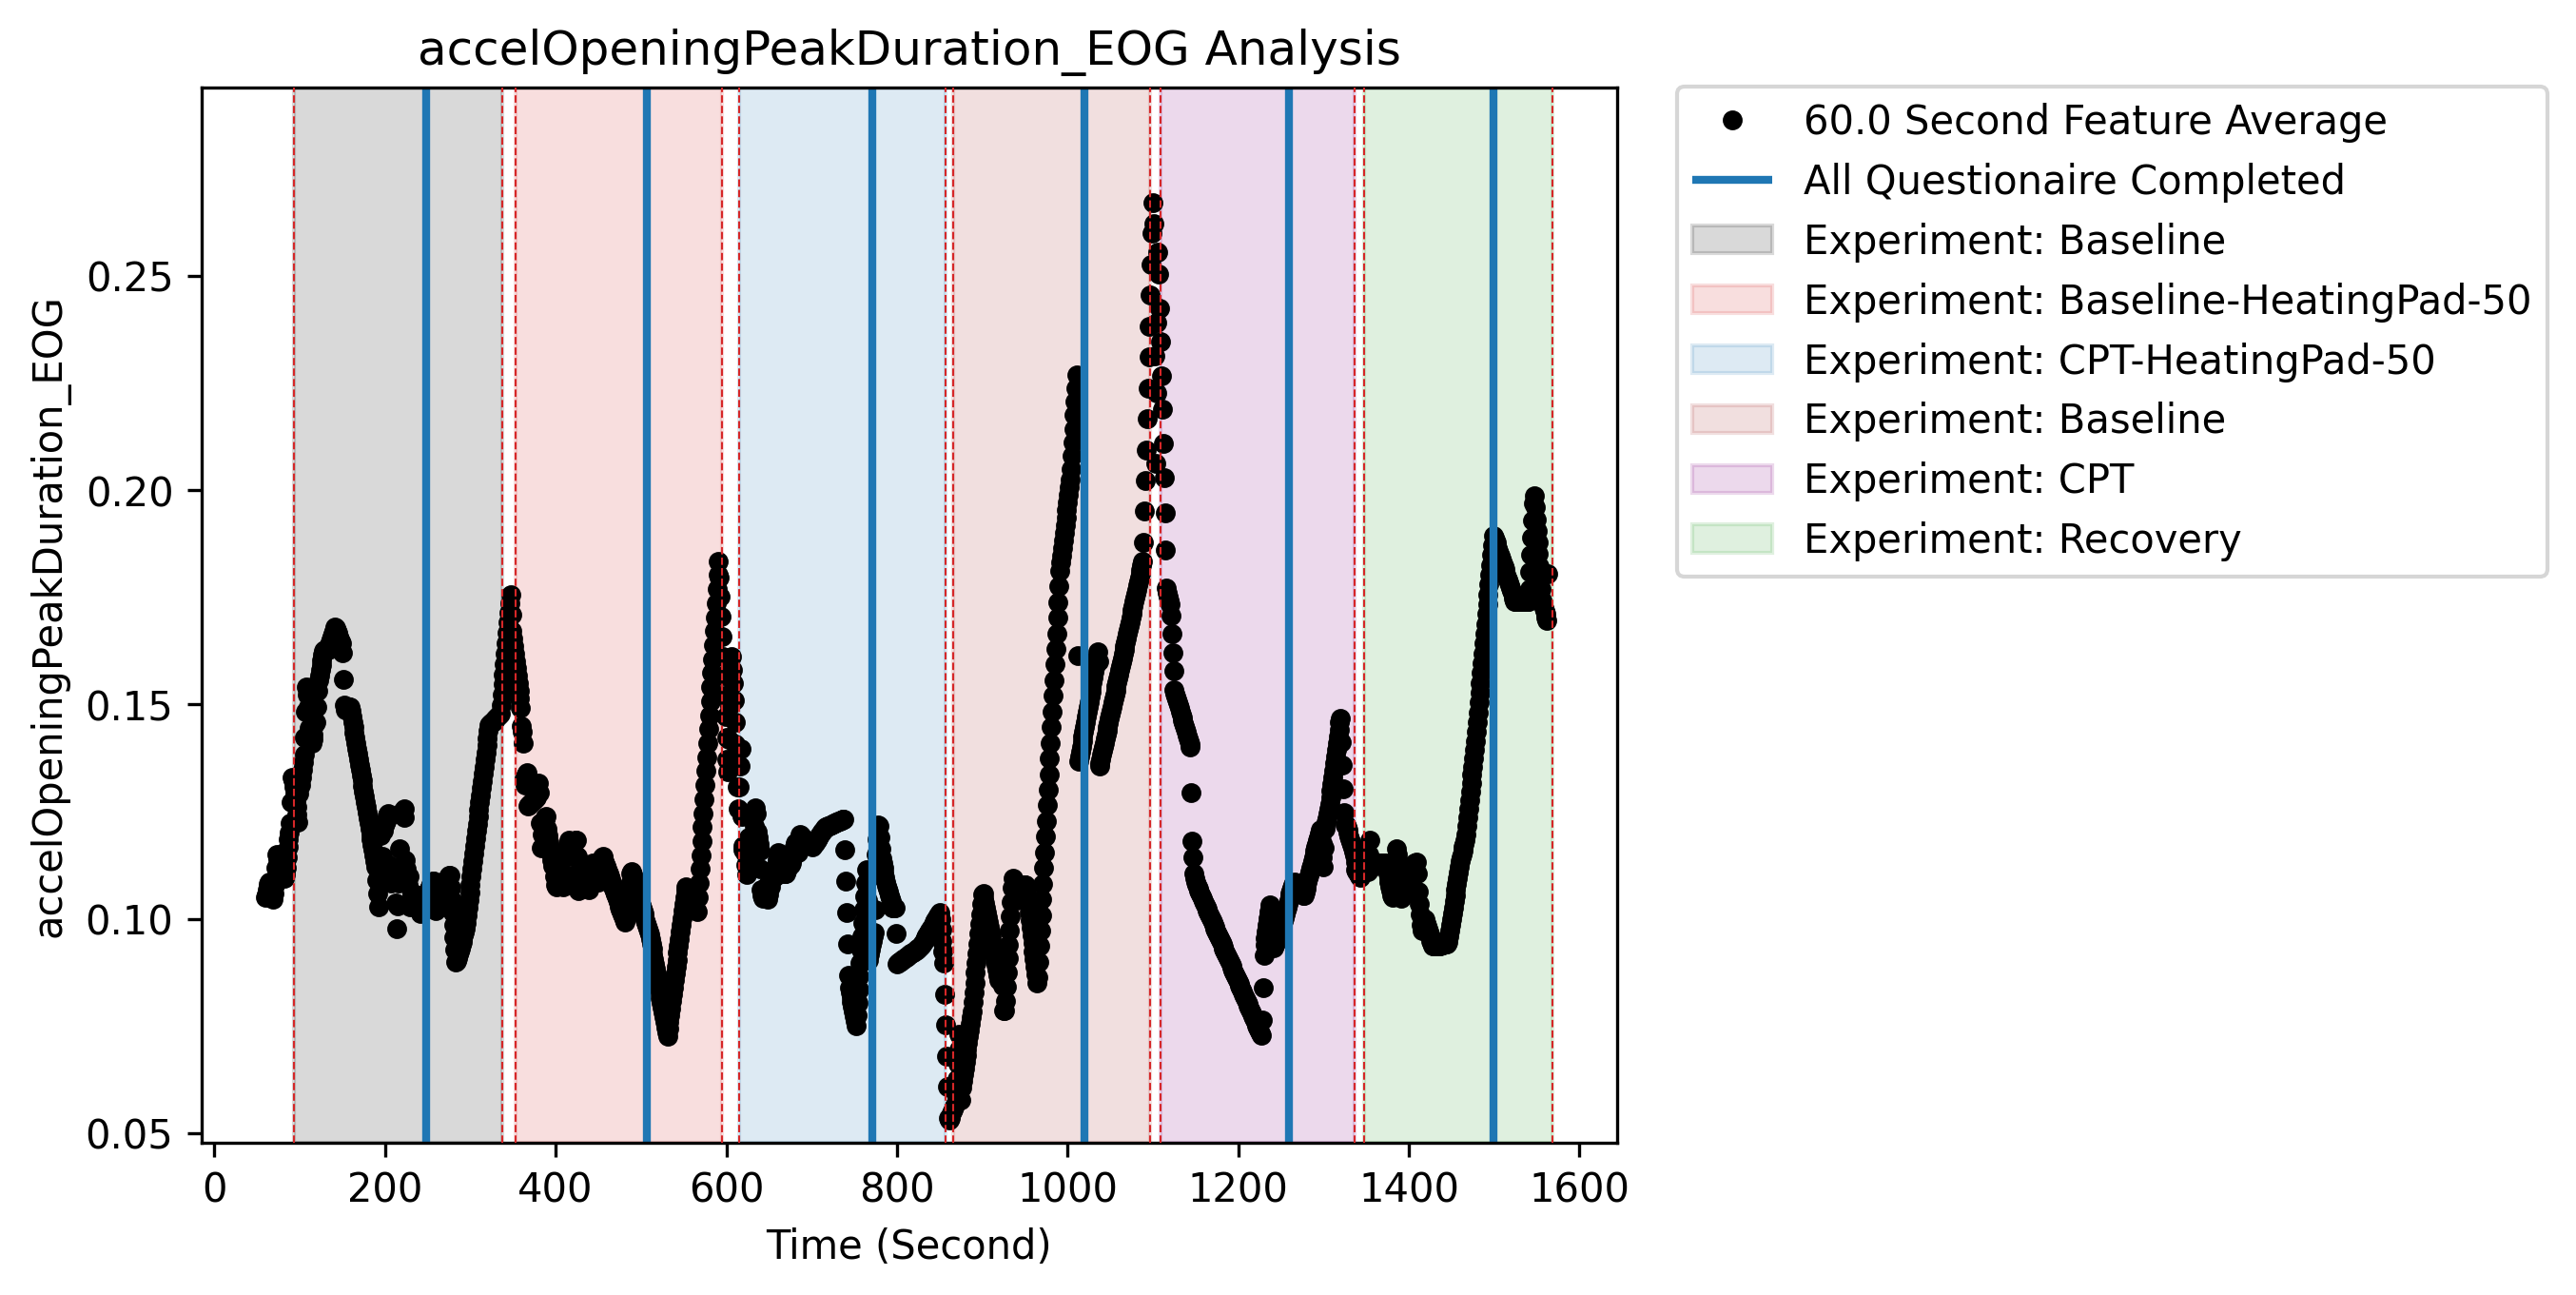 accelOpeningPeakDuration_EOG Analysis
accelOpeningPeakDuration_EOG
0.25
0.20
0.15
0.10
0.05
0 200 400 600 800 1000 1200 1400 1600
Time (Second)
60.0 Second Feature Average
All Questionaire Completed
Experiment: Baseline
Experiment: Baseline-HeatingPad-50
Experiment: CPT-HeatingPad-50
Experiment: Baseline
Experiment: CPT
Experiment: Recovery